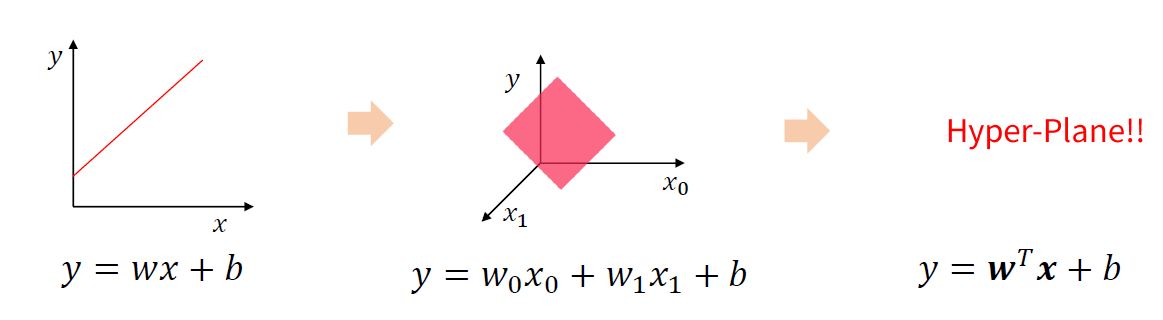 y
x
y = wx + b
y
x₀
x₁
y = w₀x₀ + w₁x₁ + b
Hyper-Plane!!
y = wᵀx + b